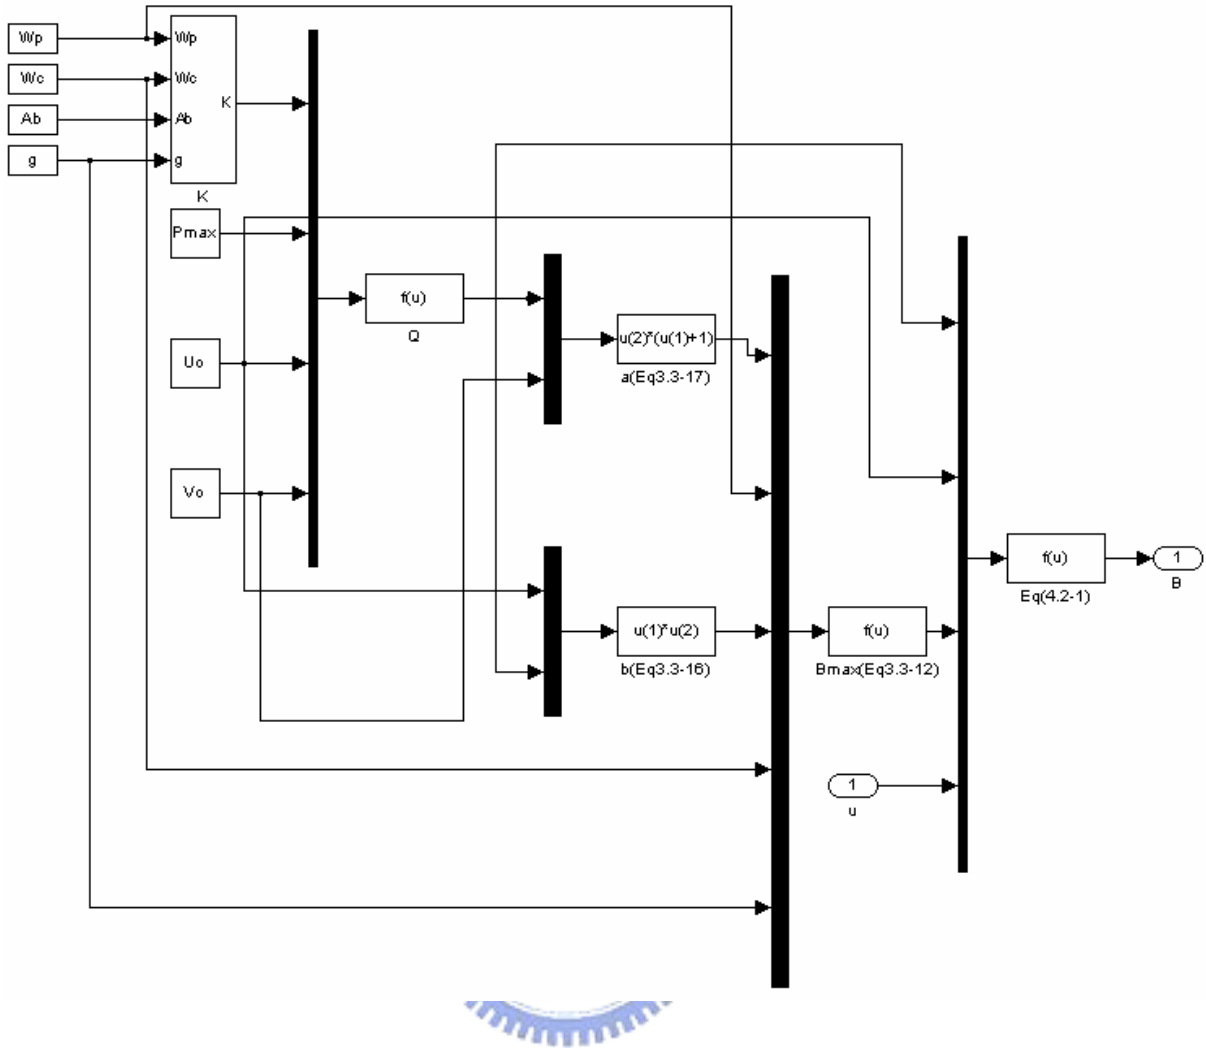 Wp
Wc
Ab
g
Wp
Wc
Ab
g
K
K
Pmax
Uo
Vo
f(u)
Q
u(2)*(u(1)+1)
a(Eq3.3-17)
u(1)*u(2)
b(Eq3.3-16)
f(u)
Bmax(Eq3.3-12)
1
u
f(u)
Eq(4.2-1)
1
B